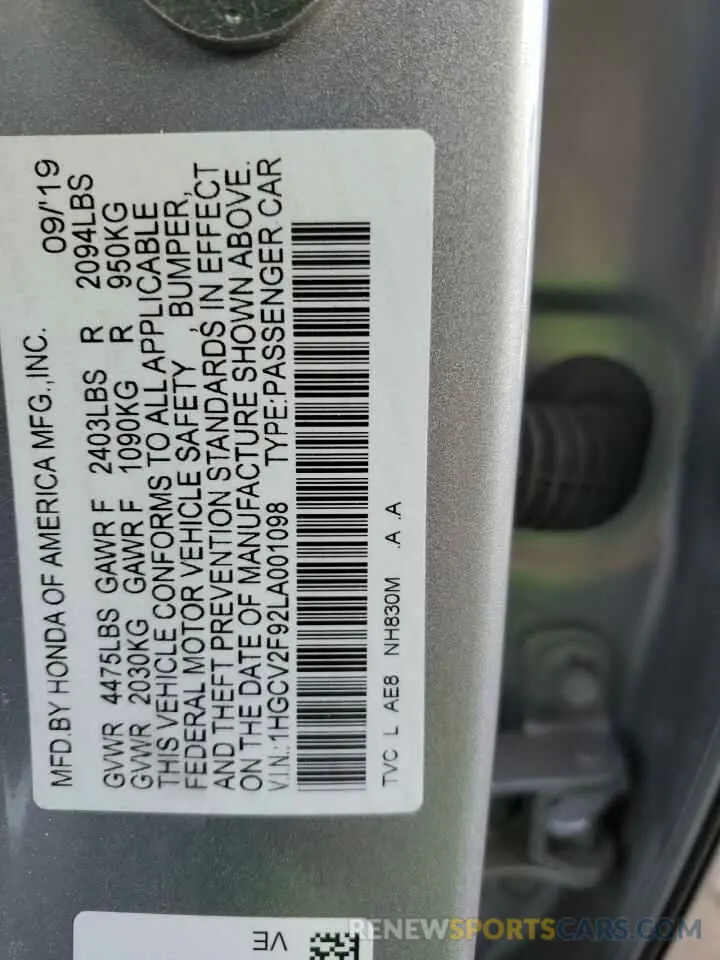 MFD.BY HONDA OF AMERICA MFG.,INC. 09/'19
GVWR 4475LBS GAWR F 2403LBS R 2094LBS
GVWR 2030KG GAWR F 1090KG R 950KG
THIS VEHICLE CONFORMS TO ALL APPLICABLE
FEDERAL MOTOR VEHICLE SAFETY , BUMPER,
AND THEFT PREVENTION STANDARDS IN EFFECT
ON THE DATE OF MANUFACTURE SHOWN ABOVE.
V.I.N.:1HGCV2F92LA001098 TYPE:PASSENGER CAR
TVC L AE8 NH830M .A .A
VE
RENEWSPORTSCARS.COM